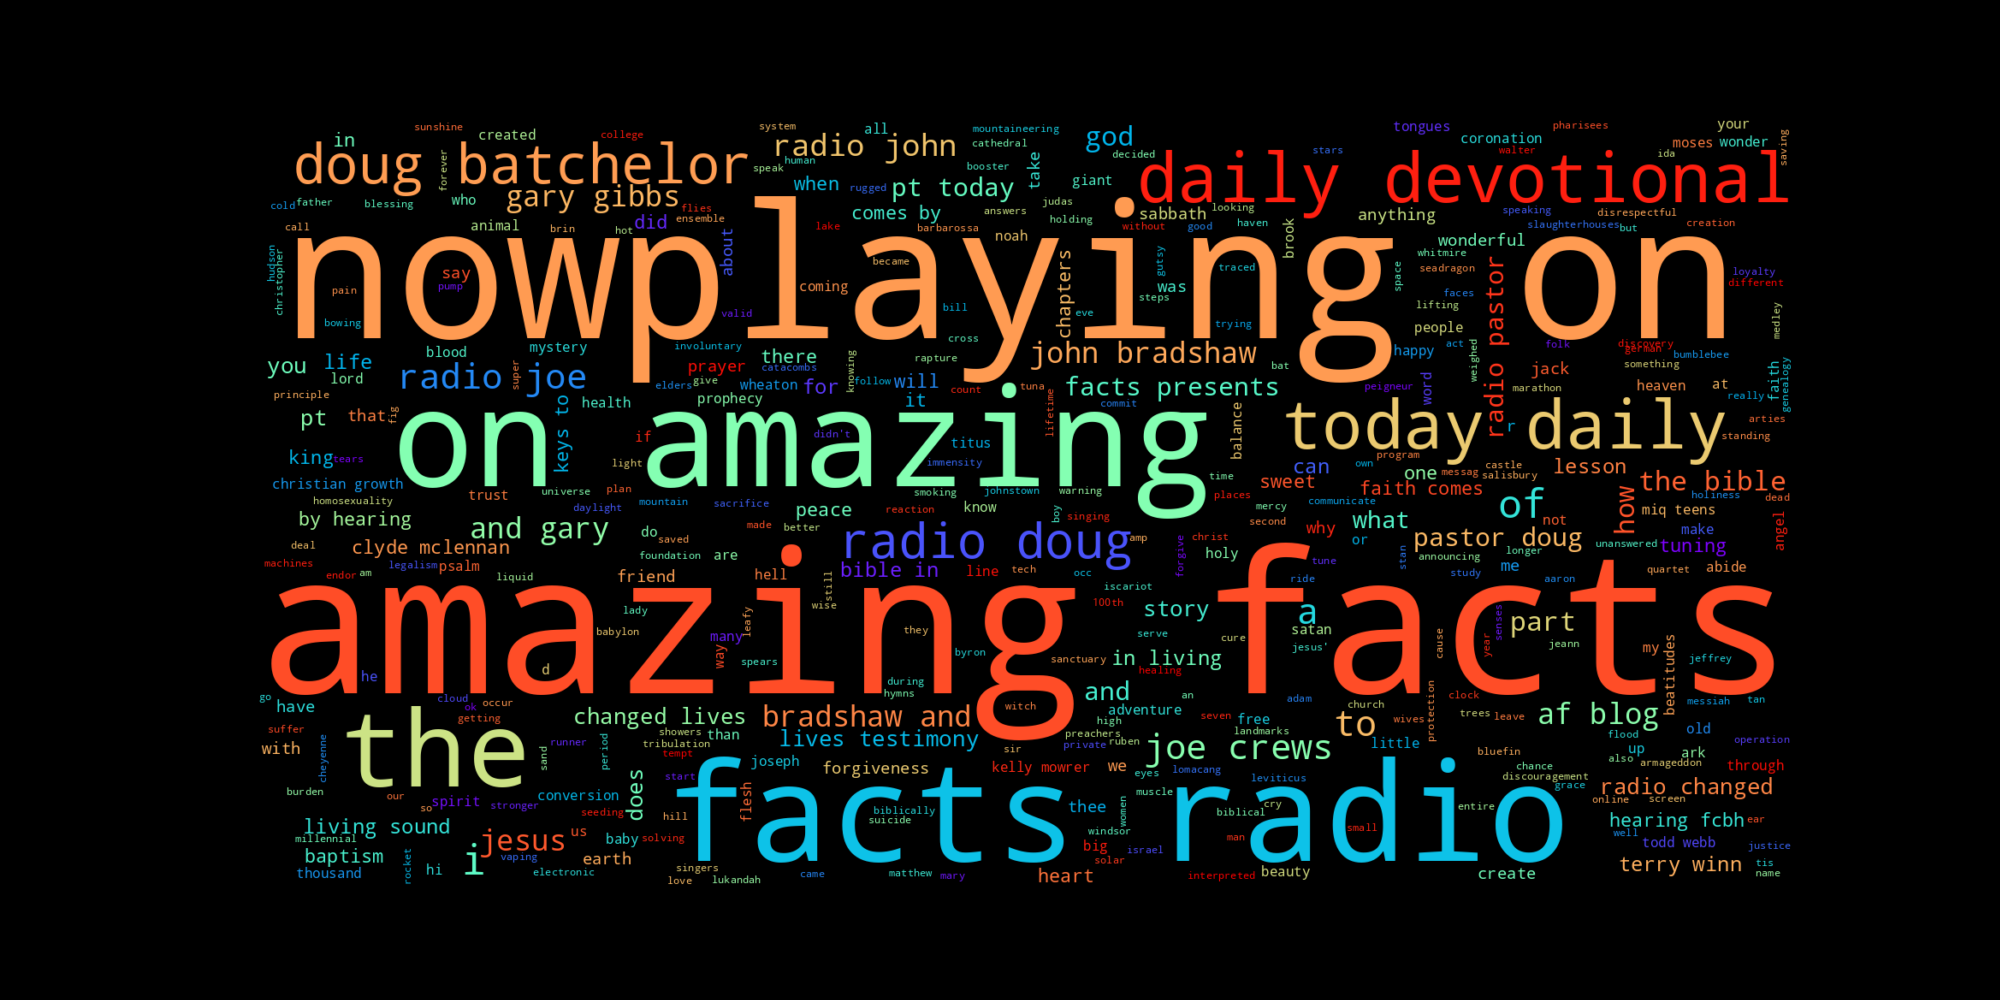 sunshine
college
system
all
mountaineering
tongues
pharisees
your
in
created
radio john
cathedral
god
coronation
moses wonder
doug batchelor
forever
speak
human
booster
decided
stars
walter
ida
saving
daily devotional
gary gibbs
when
rugged
pt today
take
giant
cold
father
blessing
who
flies
comes by
answers
judas
holding
sabbath
looking
anything
speaking
disrespectful
call
animal
brin
hot
did
ensemble
lake
barbarossa
noah
without
good
haven
brook
slaughterhouses
but
creation
nowplaying on
hudson
christopher
say
pain
pump
about
became
coming
chapters
was
steps
gutsy
traced
space
wonderful
whitmire
seadragon
loyalty
different
faces
lifting
bowing
valid
bill
eve
trying
people
medley
cross
you
life
blood
mystery
involuntary
there
john bradshaw
happy
act
folk
discovery
german
bumblebee
lord
radio joe
super
prayer
catacombs
knowing
rapture
bat
weighed
radio pastor
jack
something
faith
genealogy
principle
elders
give
wheaton
for
follow
will
count
tuna
facts presents
peigneur
word
marathon
heaven
at
really
pt
that
fig
keys to
health
prophecy
it
lifetime
commit
today daily
r
arties
on amazing
didn't
titus
balance
standing
king
tears
if
light
immensity
time
can
own
program
one
messag
castle
salisbury
lesson
the bible
christian growth
trust
universe
plan
smoking
johnstown
warning
places
sweet
faith comes
holiness
dead
homosexuality
daylight
mountain
sacrifice
reaction
know
boy
singing
mercy
communicate
of
how
miq teens
by hearing
and gary
do
made
better
peace
second
why
what
not
make
angel
deal
clyde mclennan
saved
radio doug
amp
forgive
christ
or
pastor doug
unanswered
tuning
machines
foundation
are
holy
tune
stan
announcing
longer
endor
am
legalism
psalm
liquid
friend
hell
bible in
line
tech
occ
iscariot
ride
study
me
aaron
quartet
abide
amazing facts
lady
leafy
wise
still
100th
story
a
senses
part
babylon
many
they
serve
cure
satan
cause
year
jeann
my
beatitudes
d
way
spears
byron
sanctuary
in living
jesus'
jeffrey
he
during
healing
go
have
cloud
ok
occur
getting
hymns
witch
and
an
adam
church
protection
clock
messiah
tan
the
changed lives
bradshaw and
adventure
seven
free
wives
trees
leave
af blog
suffer
with
showers
than
high
preachers
landmarks
to
old
operation
cheyenne
runner
sand
period
tribulation
lives testimony
sir
private
ruben
joe crews
little
bluefin
flood
up
ark
tempt
joseph
forgiveness
kelly mowrer
we
eyes
lomacang
leviticus
also
armageddon
through
burden
our
start
chance
discouragement
grace
so
spirit
stronger
conversion
does
flesh
facts radio
muscle
radio changed
seeding
hill
biblically
suicide
thee
women
biblical
cry
entire
online
screen
living sound
millennial
jesus
us
baby
solving
windsor
man
small
hearing fcbh
ear
well
baptism
rocket
i
vaping
earth
big
solar
israel
todd webb
justice
thousand
hi
electronic
singers
love
lukandah
came
matthew
mary
heart
interpreted
beauty
create
terry winn
tis
name